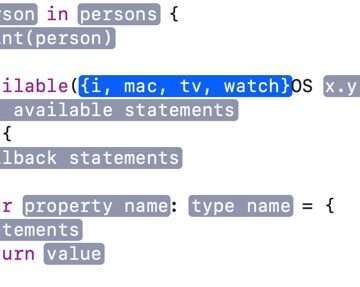 rson in persons {
int(person)
ilable({i, mac, tv, watch}OS x.y
available statements
{
lback statements
r property name: type name = {
tements
urn value